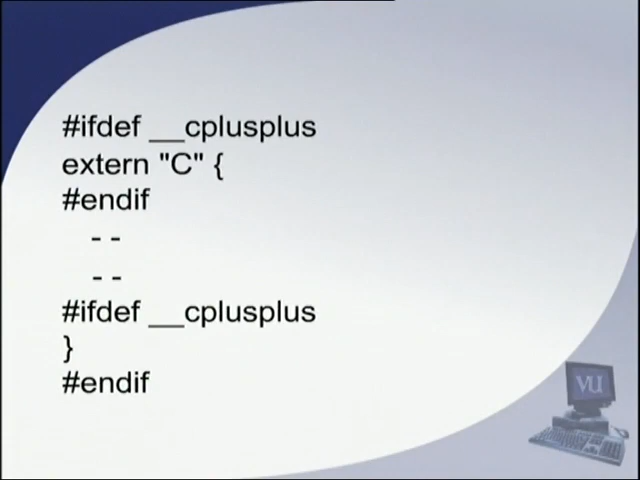 #ifdef __cplusplus
extern "C" {
#endif
- -
- -
#ifdef __cplusplus
}
#endif
VU